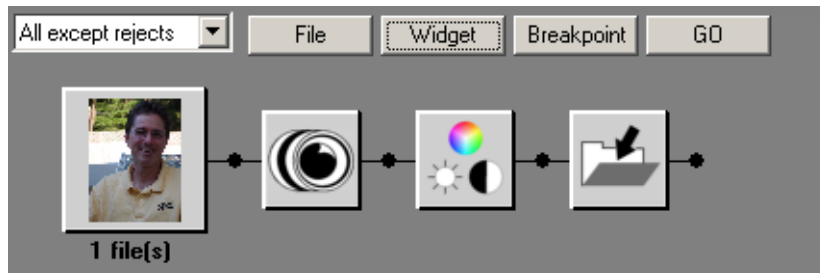 All except rejects
File
Widget
Breakpoint
GO
1 file(s)